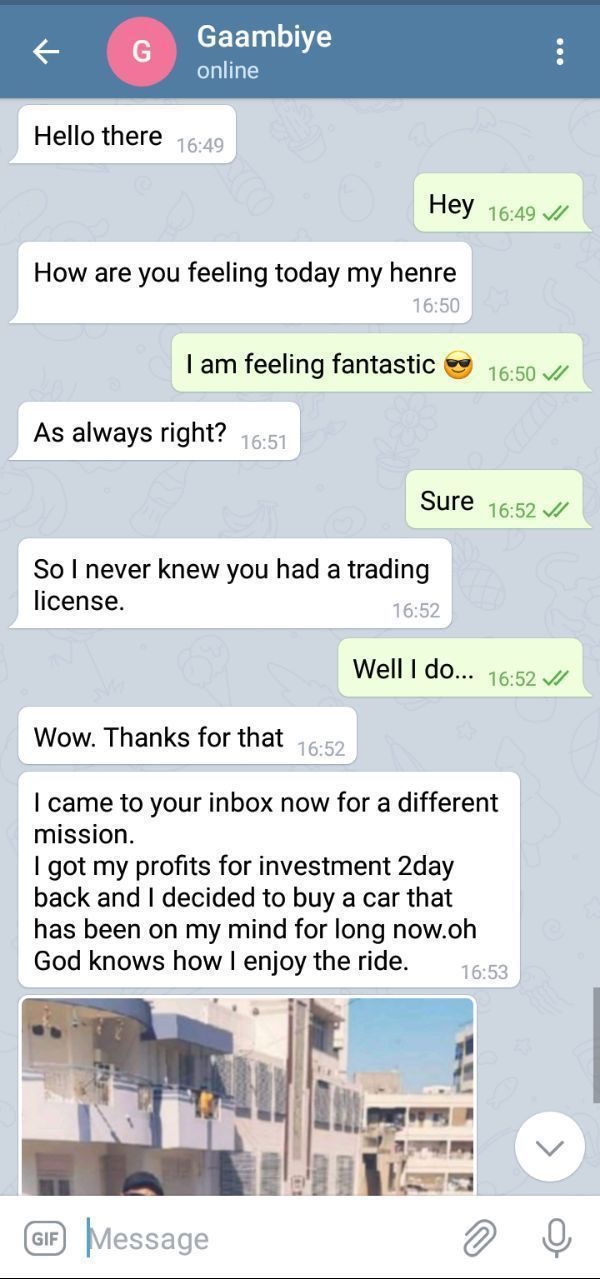 G
Gaambiye
online
Hello there 16:49
Hey 16:49
How are you feeling today my henre
16:50
I am feeling fantastic 😎 16:50
As always right? 16:51
Sure 16:52
So I never knew you had a trading
license. 16:52
Well I do... 16:52
Wow. Thanks for that 16:52
I came to your inbox now for a different
mission.
I got my profits for investment 2day
back and I decided to buy a car that
has been on my mind for long now.oh
God knows how I enjoy the ride. 16:53
GIF Message